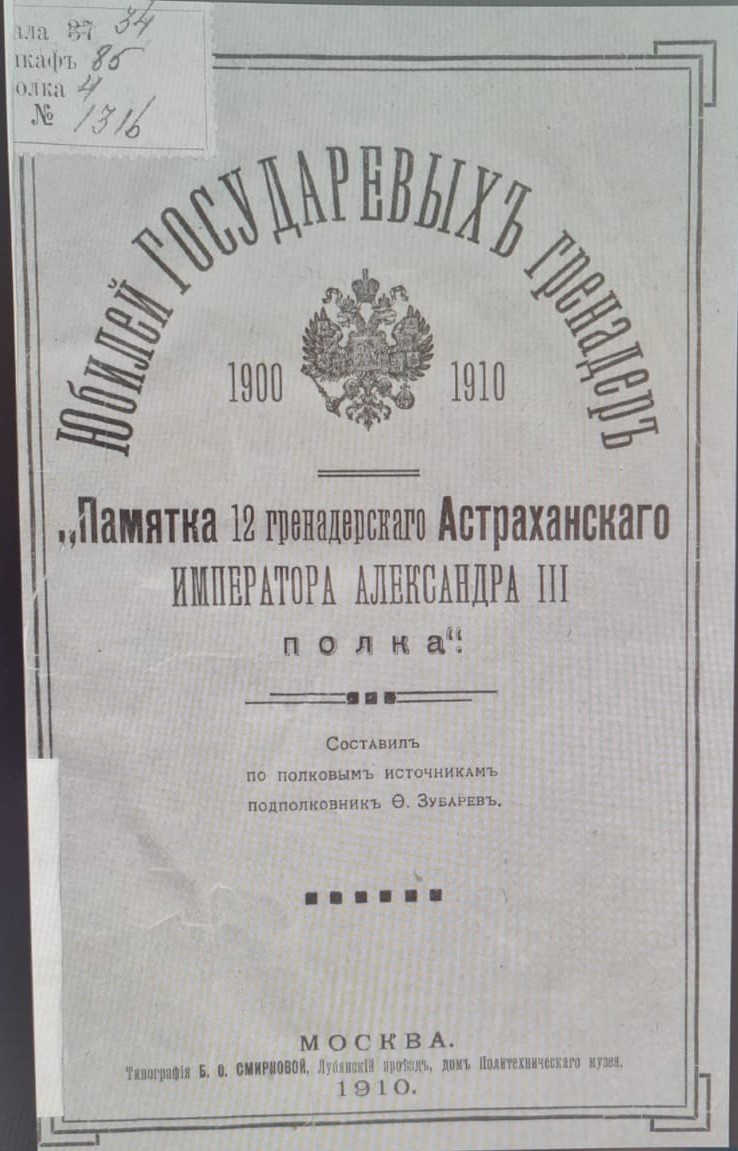 ала 37 34
кафъ 85
олка 4
№ 1316
Юбилей ГОСУДАРЕВЫХЪ гренадеръ
1900 1910
„Памятка 12 гренадерскаго Астраханскаго
ИМПЕРАТОРА АЛЕКСАНДРА III
полка“.
Составилъ
по полковымъ источникамъ
подполковникъ Ѳ. Зубаревъ.
МОСКВА.
Типографія Б. О. СМИРНОВОЙ, Лубянскій проѣздъ, домъ Политехническаго музея.
1910.